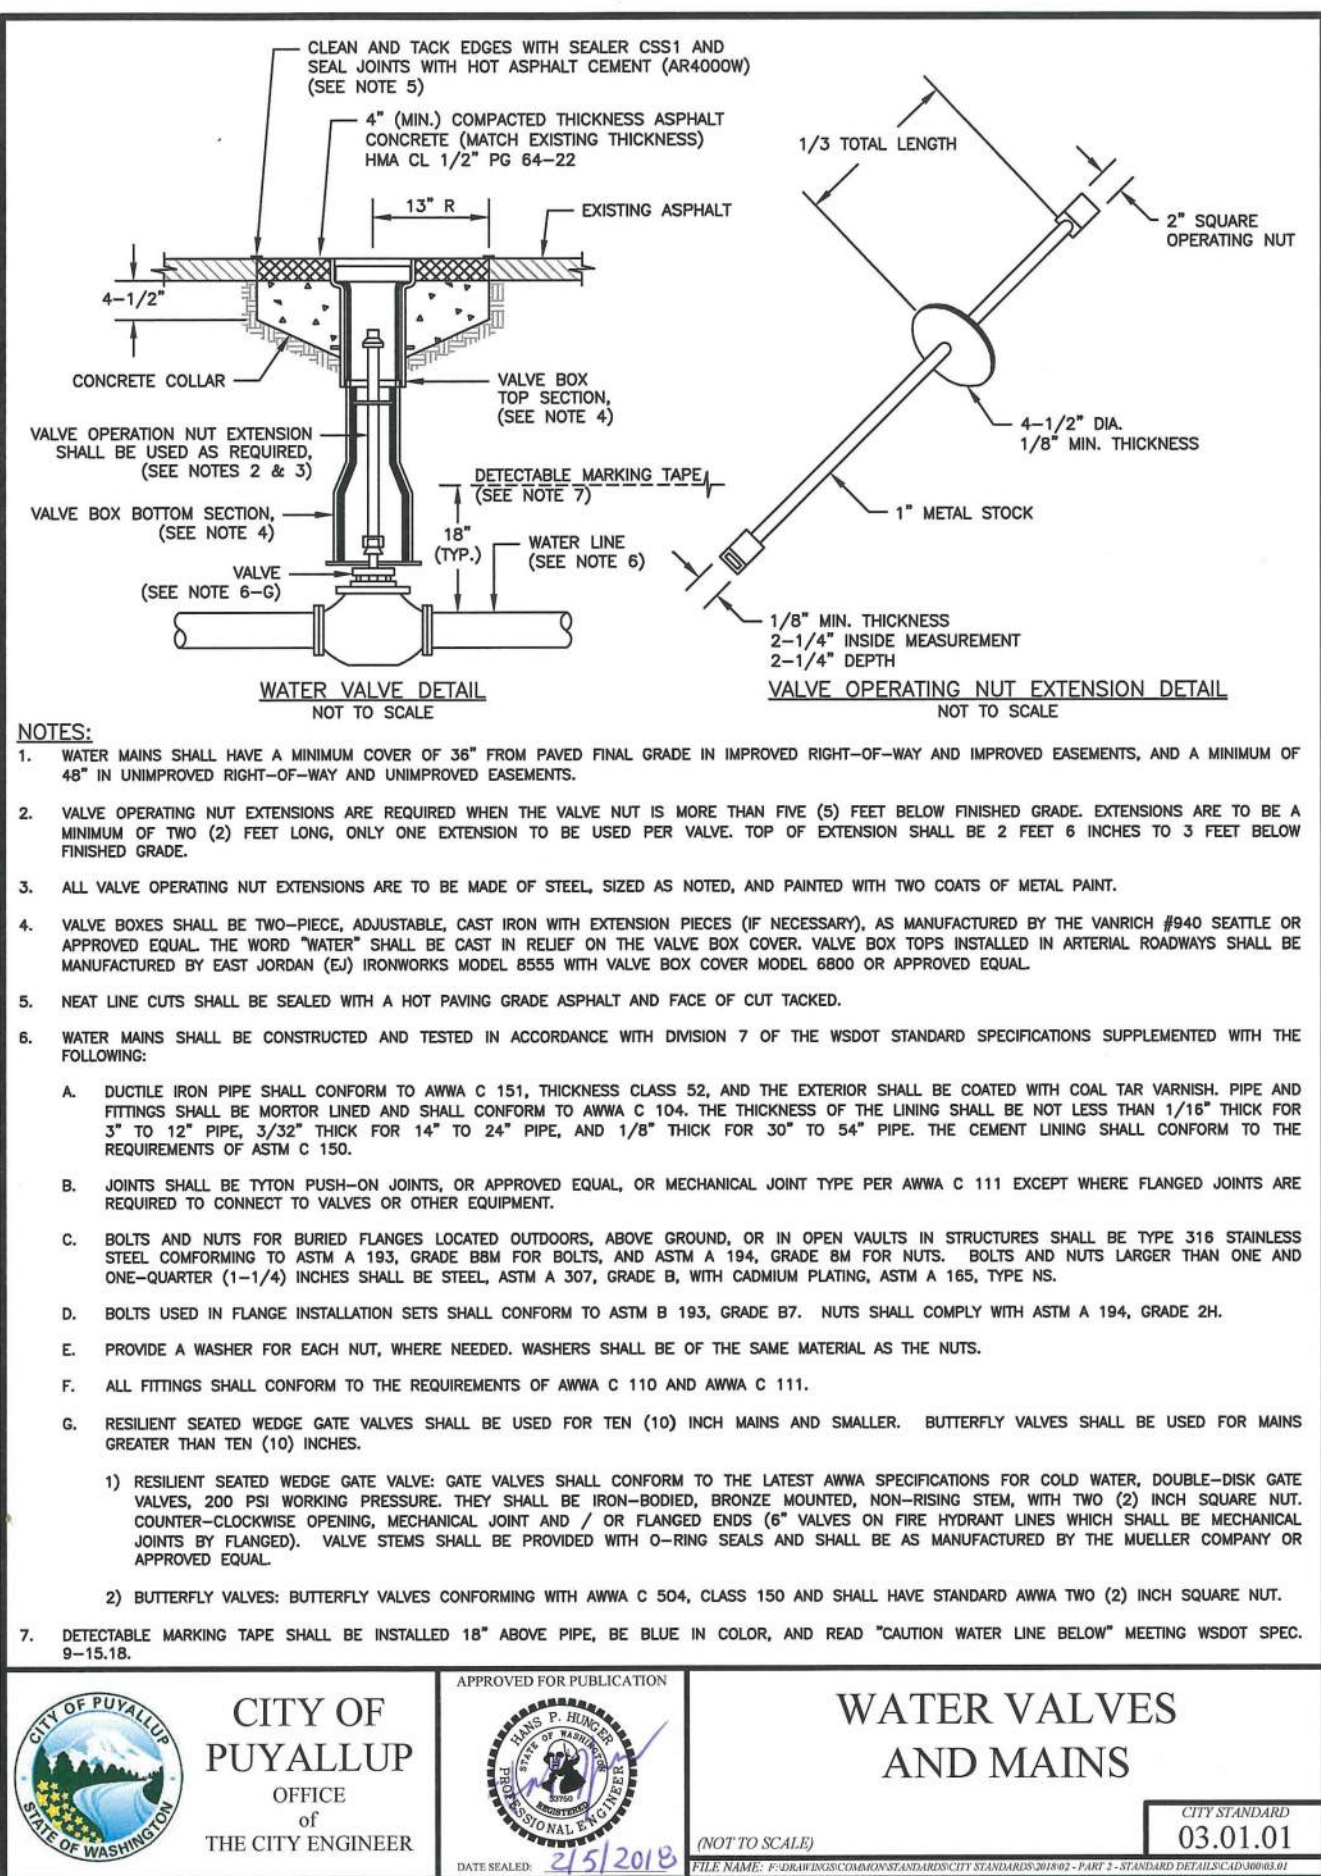 CLEAN AND TACK EDGES WITH SEALER CSS1 AND
SEAL JOINTS WITH HOT ASPHALT CEMENT (AR4000W)
(SEE NOTE 5)
4" (MIN.) COMPACTED THICKNESS ASPHALT
CONCRETE (MATCH EXISTING THICKNESS)
HMA CL 1/2" PG 64-22
13" R
EXISTING ASPHALT
4-1/2"
CONCRETE COLLAR
VALVE BOX
TOP SECTION,
(SEE NOTE 4)
VALVE OPERATION NUT EXTENSION
SHALL BE USED AS REQUIRED,
(SEE NOTES 2 & 3)
DETECTABLE MARKING TAPE
(SEE NOTE 7)
VALVE BOX BOTTOM SECTION,
(SEE NOTE 4)
18"
(TYP.)
WATER LINE
(SEE NOTE 6)
VALVE
(SEE NOTE 6-G)
WATER VALVE DETAIL
NOT TO SCALE
1/3 TOTAL LENGTH
2" SQUARE
OPERATING NUT
4-1/2" DIA.
1/8" MIN. THICKNESS
1" METAL STOCK
1/8" MIN. THICKNESS
2-1/4" INSIDE MEASUREMENT
2-1/4" DEPTH
VALVE OPERATING NUT EXTENSION DETAIL
NOT TO SCALE
NOTES:
1. WATER MAINS SHALL HAVE A MINIMUM COVER OF 36" FROM PAVED FINAL GRADE IN IMPROVED RIGHT-OF-WAY AND IMPROVED EASEMENTS, AND A MINIMUM OF
48" IN UNIMPROVED RIGHT-OF-WAY AND UNIMPROVED EASEMENTS.
2. VALVE OPERATING NUT EXTENSIONS ARE REQUIRED WHEN THE VALVE NUT IS MORE THAN FIVE (5) FEET BELOW FINISHED GRADE. EXTENSIONS ARE TO BE A
MINIMUM OF TWO (2) FEET LONG, ONLY ONE EXTENSION TO BE USED PER VALVE. TOP OF EXTENSION SHALL BE 2 FEET 6 INCHES TO 3 FEET BELOW
FINISHED GRADE.
3. ALL VALVE OPERATING NUT EXTENSIONS ARE TO BE MADE OF STEEL, SIZED AS NOTED, AND PAINTED WITH TWO COATS OF METAL PAINT.
4. VALVE BOXES SHALL BE TWO-PIECE, ADJUSTABLE, CAST IRON WITH EXTENSION PIECES (IF NECESSARY), AS MANUFACTURED BY THE VANRICH #940 SEATTLE OR
APPROVED EQUAL. THE WORD "WATER" SHALL BE CAST IN RELIEF ON THE VALVE BOX COVER. VALVE BOX TOPS INSTALLED IN ARTERIAL ROADWAYS SHALL BE
MANUFACTURED BY EAST JORDAN (EJ) IRONWORKS MODEL 8555 WITH VALVE BOX COVER MODEL 6800 OR APPROVED EQUAL.
5. NEAT LINE CUTS SHALL BE SEALED WITH A HOT PAVING GRADE ASPHALT AND FACE OF CUT TACKED.
6. WATER MAINS SHALL BE CONSTRUCTED AND TESTED IN ACCORDANCE WITH DIVISION 7 OF THE WSDOT STANDARD SPECIFICATIONS SUPPLEMENTED WITH THE
FOLLOWING:
A. DUCTILE IRON PIPE SHALL CONFORM TO AWWA C 151, THICKNESS CLASS 52, AND THE EXTERIOR SHALL BE COATED WITH COAL TAR VARNISH. PIPE AND
FITTINGS SHALL BE MORTOR LINED AND SHALL CONFORM TO AWWA C 104. THE THICKNESS OF THE LINING SHALL BE NOT LESS THAN 1/16" THICK FOR
3" TO 12" PIPE, 3/32" THICK FOR 14" TO 24" PIPE, AND 1/8" THICK FOR 30" TO 54" PIPE. THE CEMENT LINING SHALL CONFORM TO THE
REQUIREMENTS OF ASTM C 150.
B. JOINTS SHALL BE TYTON PUSH-ON JOINTS, OR APPROVED EQUAL, OR MECHANICAL JOINT TYPE PER AWWA C 111 EXCEPT WHERE FLANGED JOINTS ARE
REQUIRED TO CONNECT TO VALVES OR OTHER EQUIPMENT.
C. BOLTS AND NUTS FOR BURIED FLANGES LOCATED OUTDOORS, ABOVE GROUND, OR IN OPEN VAULTS IN STRUCTURES SHALL BE TYPE 316 STAINLESS
STEEL COMFORMING TO ASTM A 193, GRADE B8M FOR BOLTS, AND ASTM A 194, GRADE 8M FOR NUTS. BOLTS AND NUTS LARGER THAN ONE AND
ONE-QUARTER (1-1/4) INCHES SHALL BE STEEL, ASTM A 307, GRADE B, WITH CADMIUM PLATING, ASTM A 165, TYPE NS.
D. BOLTS USED IN FLANGE INSTALLATION SETS SHALL CONFORM TO ASTM B 193, GRADE B7. NUTS SHALL COMPLY WITH ASTM A 194, GRADE 2H.
E. PROVIDE A WASHER FOR EACH NUT, WHERE NEEDED. WASHERS SHALL BE OF THE SAME MATERIAL AS THE NUTS.
F. ALL FITTINGS SHALL CONFORM TO THE REQUIREMENTS OF AWWA C 110 AND AWWA C 111.
G. RESILIENT SEATED WEDGE GATE VALVES SHALL BE USED FOR TEN (10) INCH MAINS AND SMALLER. BUTTERFLY VALVES SHALL BE USED FOR MAINS
GREATER THAN TEN (10) INCHES.
1) RESILIENT SEATED WEDGE GATE VALVE: GATE VALVES SHALL CONFORM TO THE LATEST AWWA SPECIFICATIONS FOR COLD WATER, DOUBLE-DISK GATE
VALVES, 200 PSI WORKING PRESSURE. THEY SHALL BE IRON-BODIED, BRONZE MOUNTED, NON-RISING STEM, WITH TWO (2) INCH SQUARE NUT.
COUNTER-CLOCKWISE OPENING, MECHANICAL JOINT AND / OR FLANGED ENDS (6" VALVES ON FIRE HYDRANT LINES WHICH SHALL BE MECHANICAL
JOINTS BY FLANGED). VALVE STEMS SHALL BE PROVIDED WITH O-RING SEALS AND SHALL BE AS MANUFACTURED BY THE MUELLER COMPANY OR
APPROVED EQUAL.
2) BUTTERFLY VALVES: BUTTERFLY VALVES CONFORMING WITH AWWA C 504, CLASS 150 AND SHALL HAVE STANDARD AWWA TWO (2) INCH SQUARE NUT.
7. DETECTABLE MARKING TAPE SHALL BE INSTALLED 18" ABOVE PIPE, BE BLUE IN COLOR, AND READ "CAUTION WATER LINE BELOW" MEETING WSDOT SPEC.
9-15.18.
CITY OF PUYALLUP
STATE OF WASHINGTON
CITY OF
PUYALLUP
OFFICE
of
THE CITY ENGINEER
APPROVED FOR PUBLICATION
HANS P. HUNGER
STATE OF WASHINGTON
33750
REGISTERED
PROFESSIONAL ENGINEER
DATE SEALED: 2/5/2018
WATER VALVES
AND MAINS
(NOT TO SCALE)
CITY STANDARD
03.01.01
FILE NAME: F:\DRAWINGS\COMMON\STANDARDS\CITY STANDARDS\2018\02 - PART 2 - STANDARD DETAILS\CAD\300\03.01